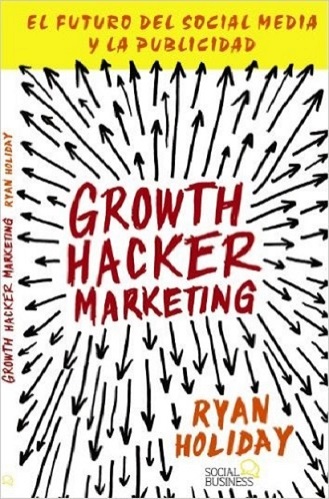 EL FUTURO DEL SOCIAL MEDIA
Y LA PUBLICIDAD
GROWTH
HACKER
MARKETING
RYAN
HOLIDAY
SOCIAL
BUSINESS
GROWTH HACKER MARKETING RYAN HOLIDAY